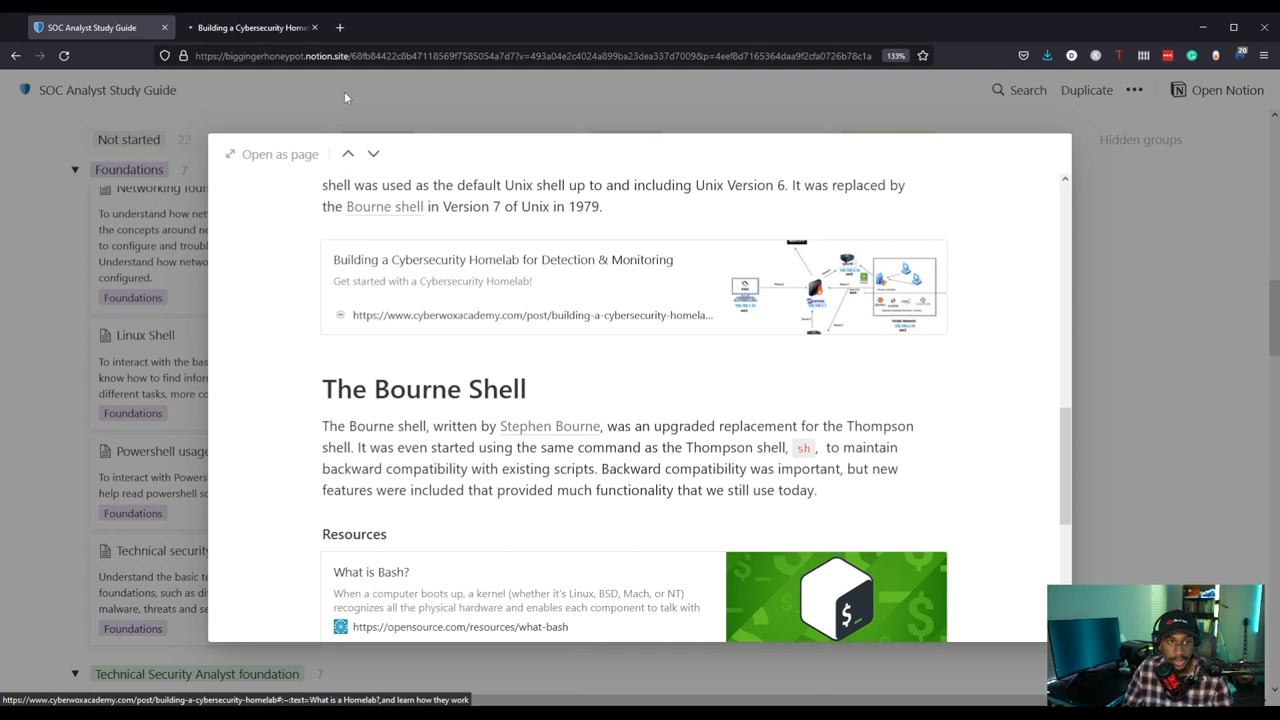 SOC Analyst Study Guide
Building a Cybersecurity Home
https://biggingerhoneypot.notion.site/68fb84422c8b47118569f7585054a7d7?v=493a04e2c4024a899ba23dea337d7009&p=4eef8d7165364daa9f2cfa0726b78c1a
133%
20
SOC Analyst Study Guide
Search
Duplicate
Open Notion
Not started 22
Hidden groups
Open as page
Foundations 7
Networking foun
To understand how net
the concepts around ne
to configure and troub
Understand how netwo
configured.
Foundations
Linux Shell
To interact with the bas
know how to find infor
different tasks, more co
Foundations
Powershell usage
To interact with Powers
help read powershell sc
Foundations
Technical security
Understand the basic te
foundations, such as di
malware, threats and se
Foundations
Technical Security Analyst foundation 7
shell was used as the default Unix shell up to and including Unix Version 6. It was replaced by
the Bourne shell in Version 7 of Unix in 1979.
Building a Cybersecurity Homelab for Detection & Monitoring
Get started with a Cybersecurity Homelab!
https://www.cyberwoxacademy.com/post/building-a-cybersecurity-homela...
The Bourne Shell
The Bourne shell, written by Stephen Bourne, was an upgraded replacement for the Thompson
shell. It was even started using the same command as the Thompson shell, sh, to maintain
backward compatibility with existing scripts. Backward compatibility was important, but new
features were included that provided much functionality that we still use today.
Resources
What is Bash?
When a computer boots up, a kernel (whether it's Linux, BSD, Mach, or NT)
recognizes all the physical hardware and enables each component to talk with
https://opensource.com/resources/what-bash
https://www.cyberwoxacademy.com/post/building-a-cybersecurity-homelab#:~:text=What is a Homelab?,and learn how they work